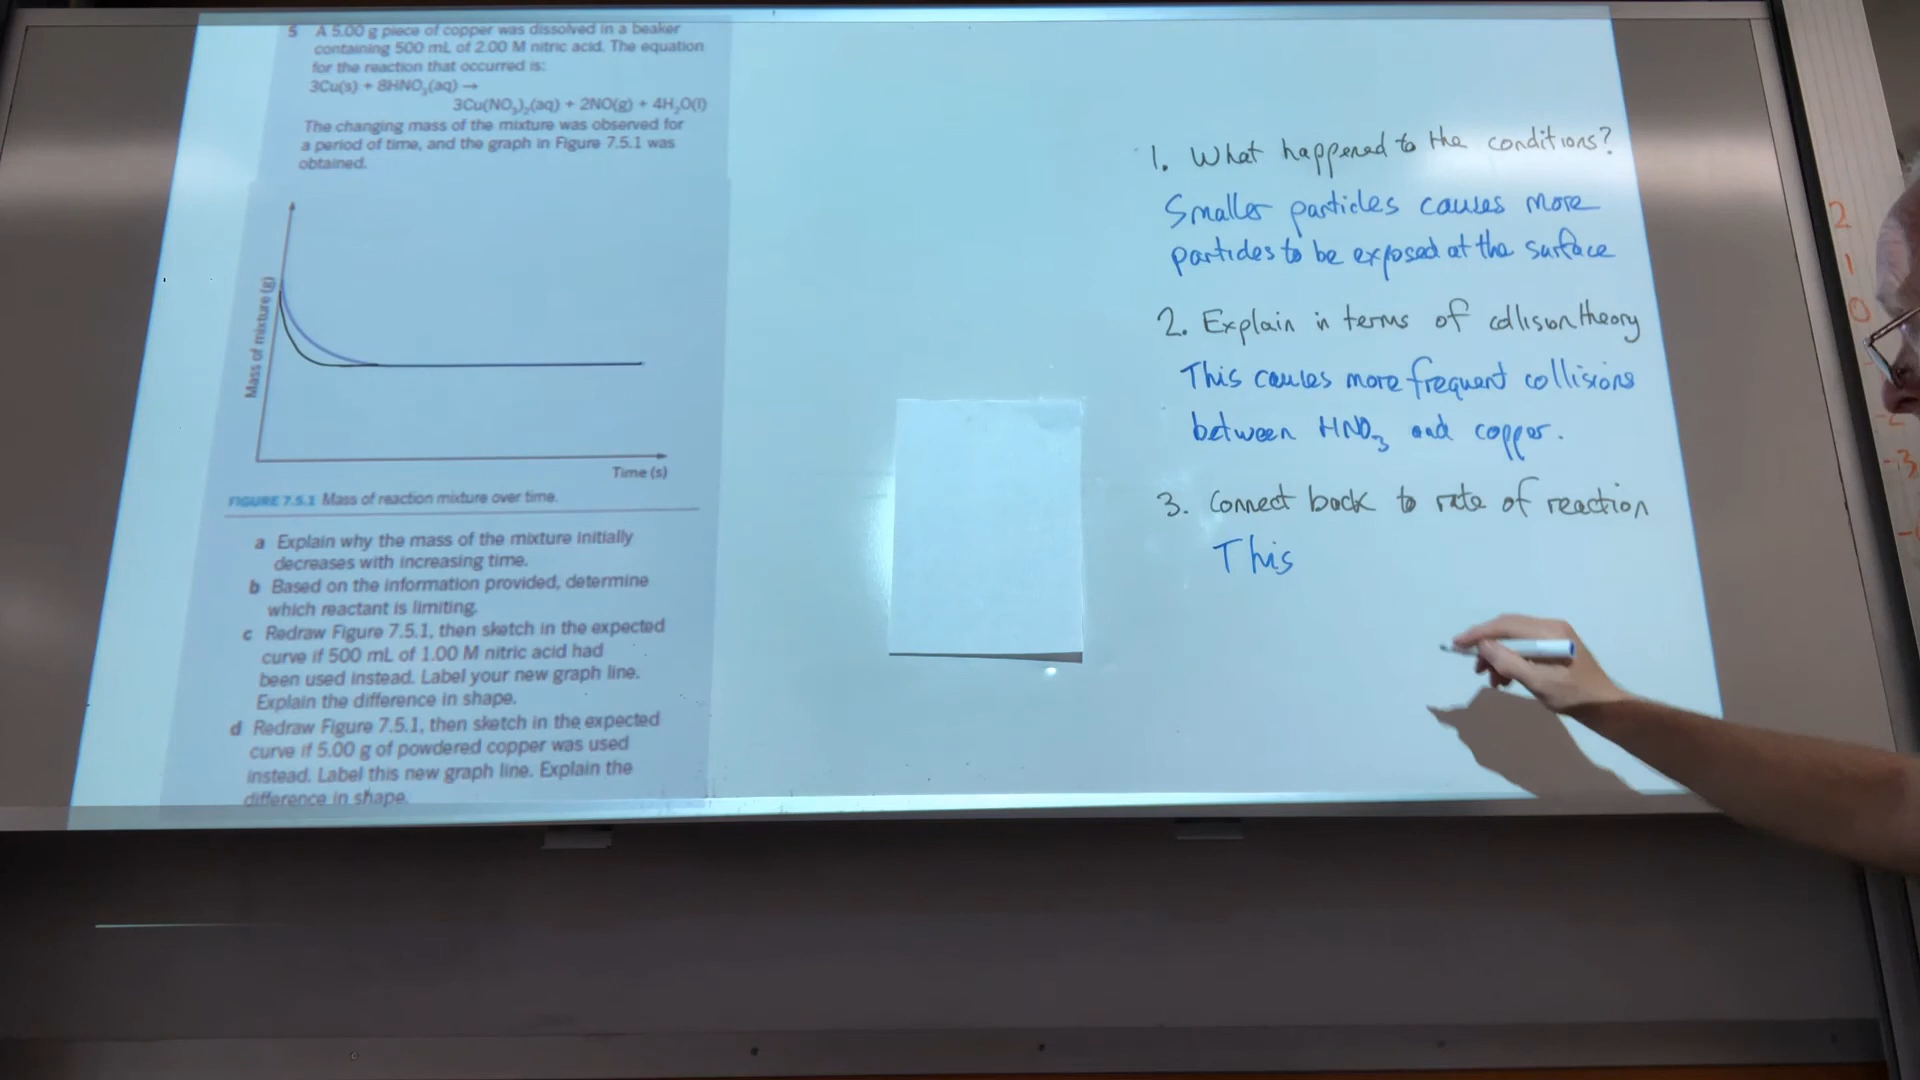 5 A 5.00 g piece of copper was dissolved in a beaker
containing 500 mL of 2.00 M nitric acid. The equation
for the reaction that occurred is:
3Cu(s) + 8HNO₃(aq) →
3Cu(NO₃)₂(aq) + 2NO(g) + 4H₂O(l)
The changing mass of the mixture was observed for
a period of time, and the graph in Figure 7.5.1 was
obtained.
Mass of mixture (g)
Time (s)
FIGURE 7.5.1 Mass of reaction mixture over time.
a Explain why the mass of the mixture initially
decreases with increasing time.
b Based on the information provided, determine
which reactant is limiting.
c Redraw Figure 7.5.1, then sketch in the expected
curve if 500 mL of 1.00 M nitric acid had
been used instead. Label your new graph line.
Explain the difference in shape.
d Redraw Figure 7.5.1, then sketch in the expected
curve if 5.00 g of powdered copper was used
instead. Label this new graph line. Explain the
difference in shape.
1. What happened to the conditions?
Smaller particles causes more
particles to be exposed at the surface
2. Explain in terms of collision theory
This causes more frequent collisions
between HNO₃ and copper.
3. Connect back to rate of reaction
This
2
1
0
-3